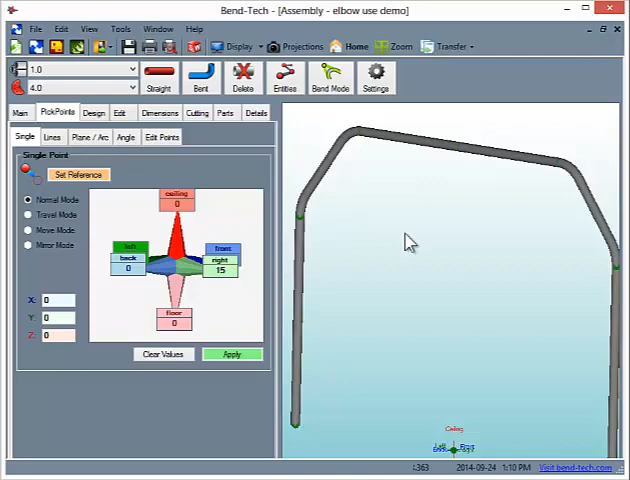 Bend-Tech - [Assembly - elbow use demo]
File Edit View Tools Window Help
Display Projections Home Zoom Transfer
1.0
4.0
Straight Bent Delete Entities Bend Mode Settings
Main PickPoints Design Edit Dimensions Cutting Parts Details
Single Lines Plane / Arc Angle Edit Points
Single Point
Set Reference
Normal Mode
Travel Mode
Move Mode
Mirror Mode
ceiling
0
left
back
0
front
right
15
floor
0
X: 0
Y: 0
Z: 0
Clear Values Apply
Ceiling
Left
Front
:.363 2014-09-24 1:10 PM Visit bend-tech.com